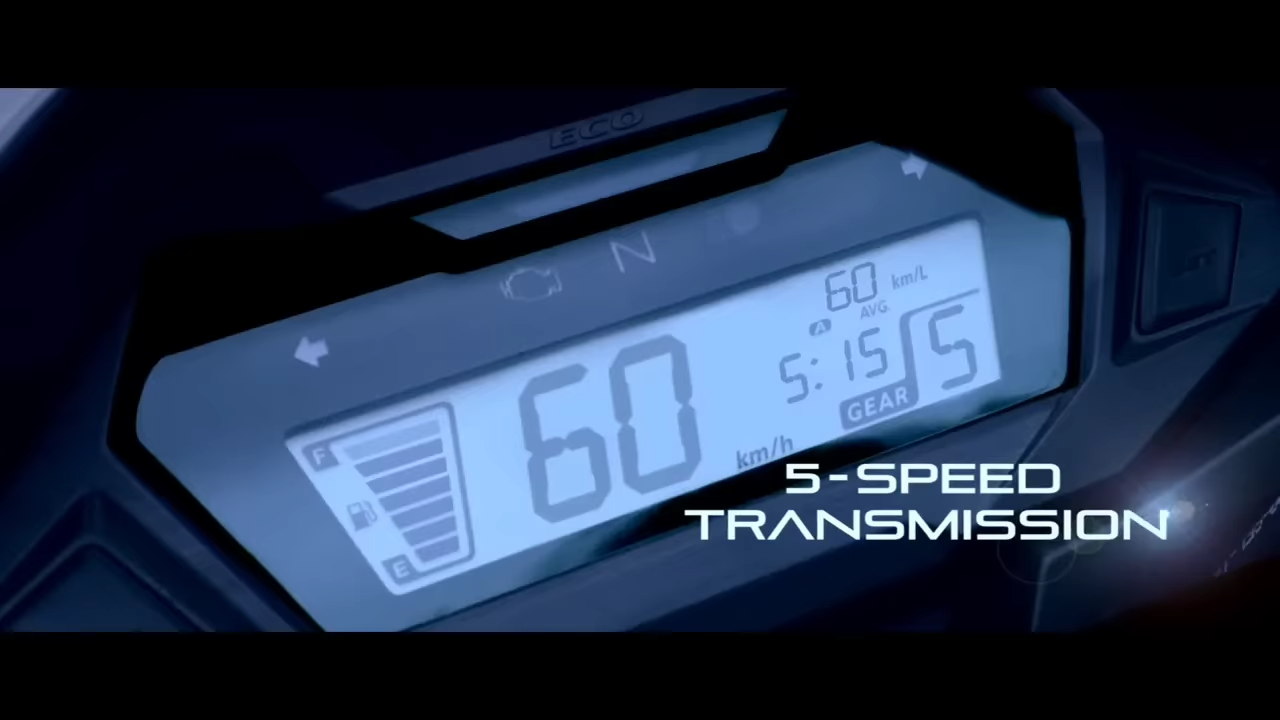 ECO
N
60 km/L
AVG.
A
5:15
5
GEAR
F
60
km/h
E
5-SPEED
TRANSMISSION